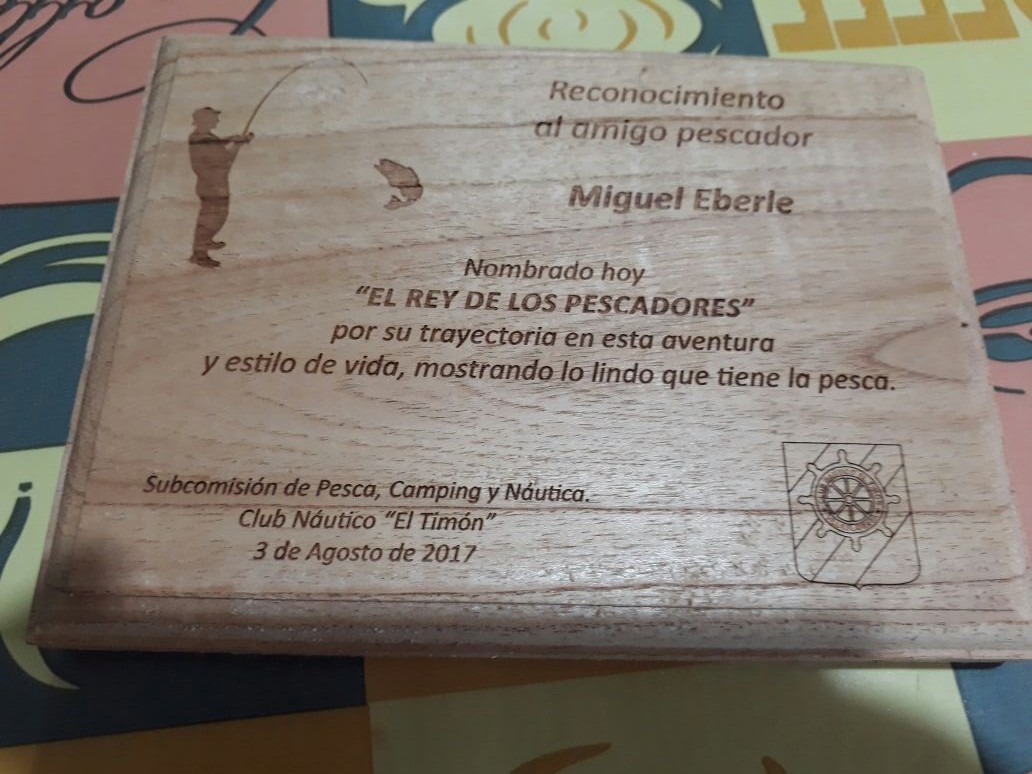 Reconocimiento
al amigo pescador
Miguel Eberle
Nombrado hoy
“EL REY DE LOS PESCADORES”
por su trayectoria en esta aventura
y estilo de vida, mostrando lo lindo que tiene la pesca.
Subcomisión de Pesca, Camping y Náutica.
Club Náutico “El Timón”
3 de Agosto de 2017